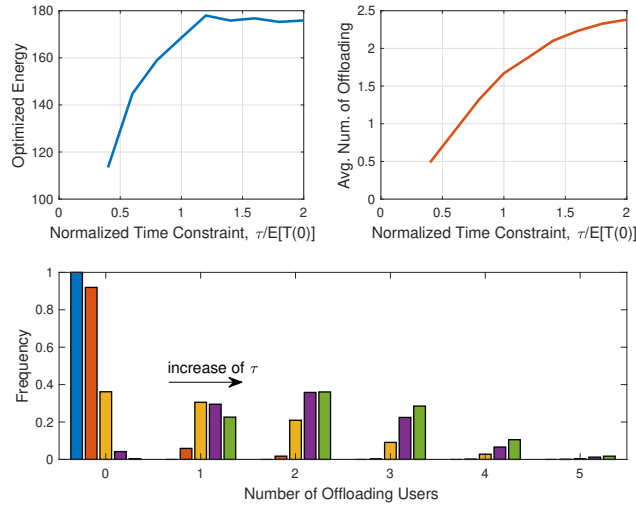 180
160
140
120
100
Optimized Energy
0 0.5 1 1.5 2
Normalized Time Constraint, τ/E[T(0)]
2.5
2
1.5
1
0.5
0
Avg. Num. of Offloading
0 0.5 1 1.5 2
Normalized Time Constraint, τ/E[T(0)]
1
0.8
0.6
0.4
0.2
0
Frequency
increase of τ
0 1 2 3 4 5
Number of Offloading Users